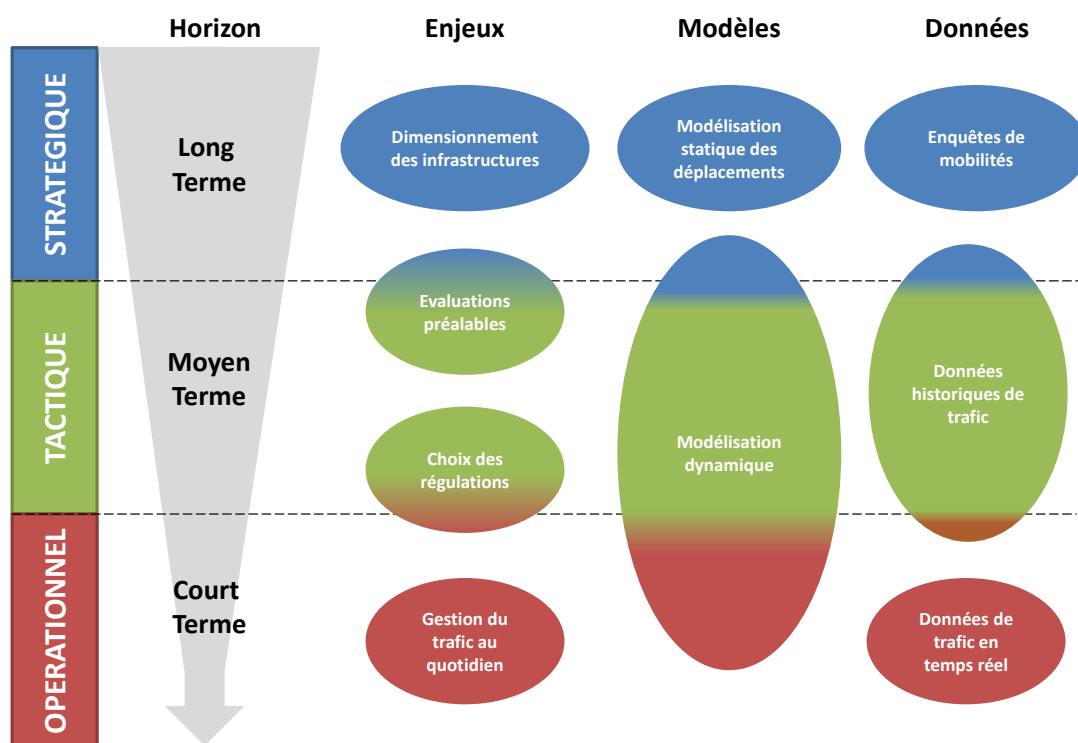 Horizon
Enjeux
Modèles
Données
STRATEGIQUE
Long
Terme
Dimensionnement
des infrastructures
Modélisation
statique des
déplacements
Enquêtes de
mobilités
TACTIQUE
Moyen
Terme
Evaluations
préalables
Choix des
régulations
Modélisation
dynamique
Données
historiques de
trafic
OPERATIONNEL
Court
Terme
Gestion du
trafic au
quotidien
Données de
trafic en
temps réel